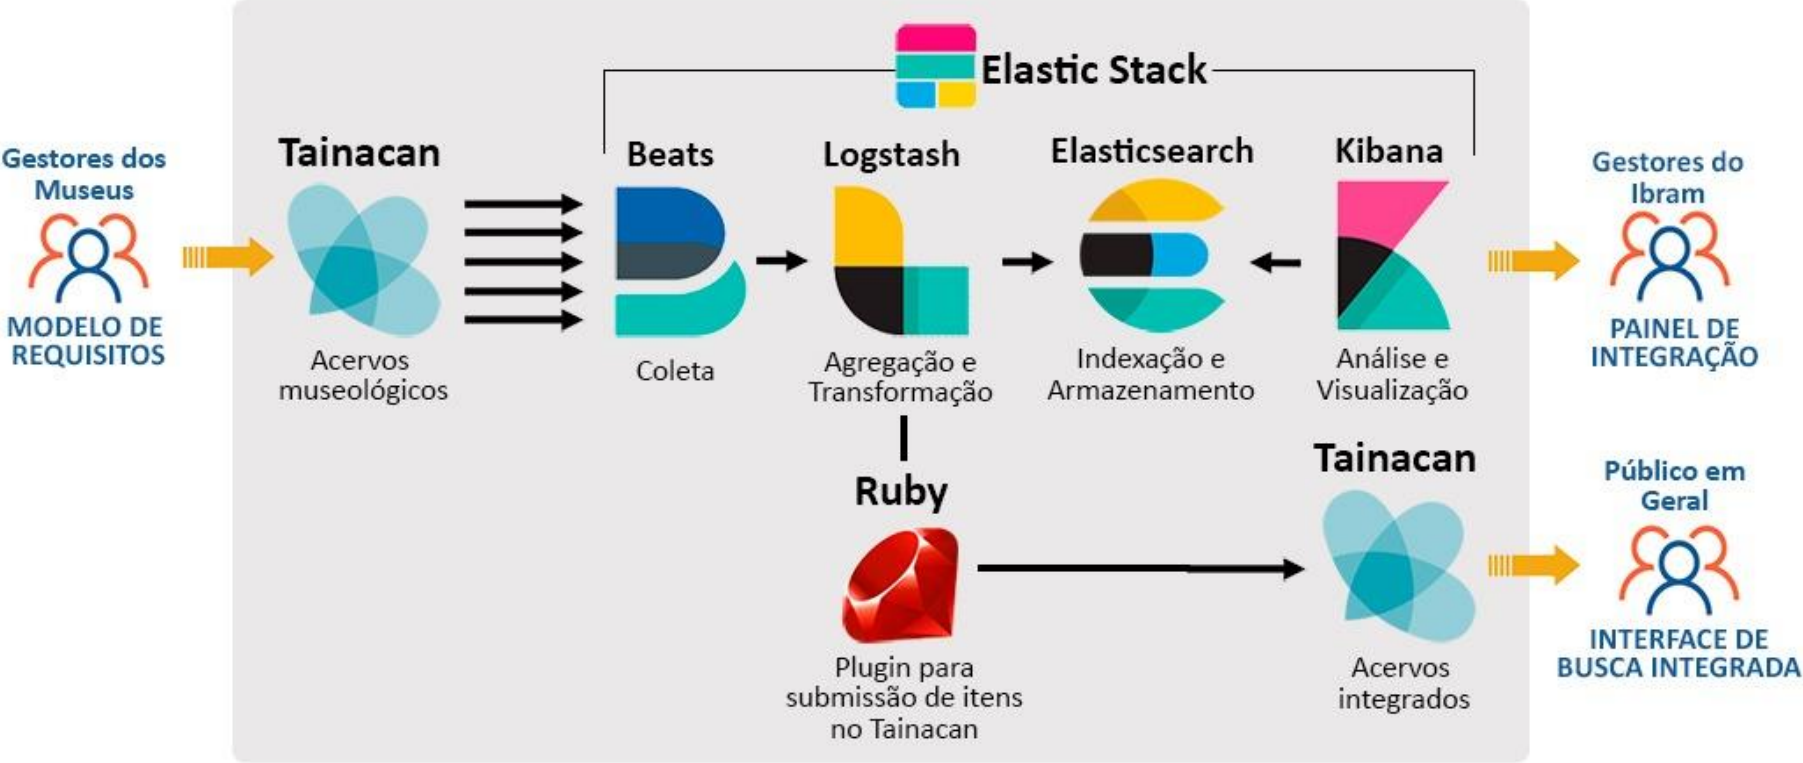 Elastic Stack
Gestores dos
Museus
MODELO DE
REQUISITOS
Tainacan
Acervos
museológicos
Beats
Coleta
Logstash
Agregação e
Transformação
Elasticsearch
Indexação e
Armazenamento
Kibana
Análise e
Visualização
Gestores do
Ibram
PAINEL DE
INTEGRAÇÃO
Ruby
Plugin para
submissão de itens
no Tainacan
Tainacan
Acervos
integrados
Público em
Geral
INTERFACE DE
BUSCA INTEGRADA